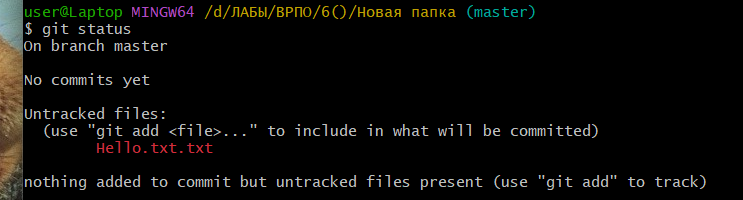 user@Laptop MINGW64 /d/ЛАБЫ/ВРПО/6()/Новая папка (master)
$ git status
On branch master
No commits yet
Untracked files:
(use "git add <file>..." to include in what will be committed)
Hello.txt.txt
nothing added to commit but untracked files present (use "git add" to track)